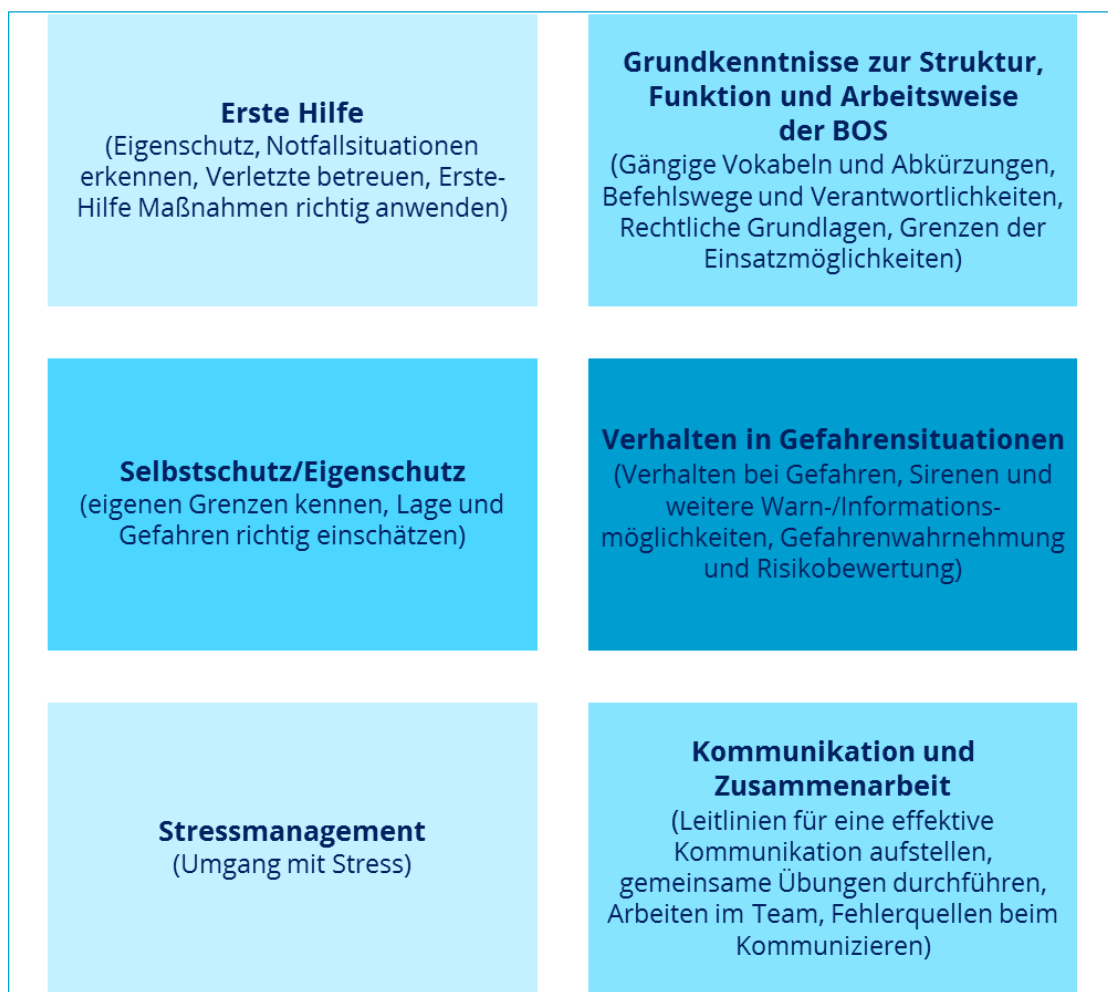 Erste Hilfe
(Eigenschutz, Notfallsituationen
erkennen, Verletzte betreuen, Erste-
Hilfe Maßnahmen richtig anwenden)
Grundkenntnisse zur Struktur,
Funktion und Arbeitsweise
der BOS
(Gängige Vokabeln und Abkürzungen,
Befehlswege und Verantwortlichkeiten,
Rechtliche Grundlagen, Grenzen der
Einsatzmöglichkeiten)
Selbstschutz/Eigenschutz
(eigenen Grenzen kennen, Lage und
Gefahren richtig einschätzen)
Verhalten in Gefahrensituationen
(Verhalten bei Gefahren, Sirenen und
weitere Warn-/Informations-
möglichkeiten, Gefahrenwahrnehmung
und Risikobewertung)
Stressmanagement
(Umgang mit Stress)
Kommunikation und
Zusammenarbeit
(Leitlinien für eine effektive
Kommunikation aufstellen,
gemeinsame Übungen durchführen,
Arbeiten im Team, Fehlerquellen beim
Kommunizieren)